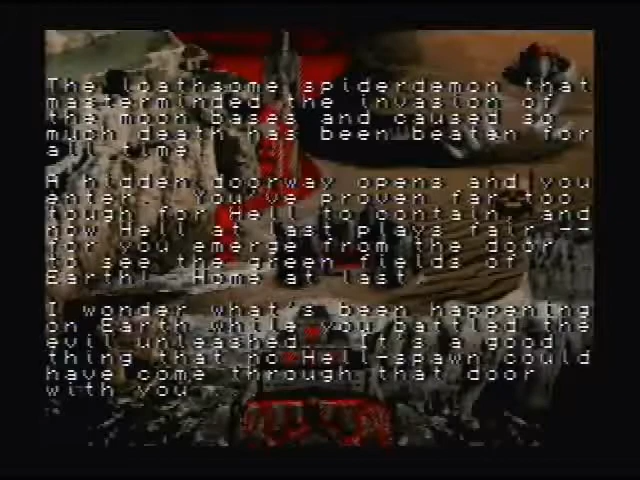 The loathsome spiderdemon that
masterminded the invasion of
the moon bases and caused so
much death has been beaten for
all time.
A hidden doorway opens and you
enter. You've proven far too
tough for Hell to contain, and
now Hell at last plays fair --
for you emerge from the door
to see the green fields of
Earth! Home at last.
I wonder what's been happening
on Earth while you battled the
evil unleashed. It's a good
thing that no Hell-spawn could
have come through that door
with you